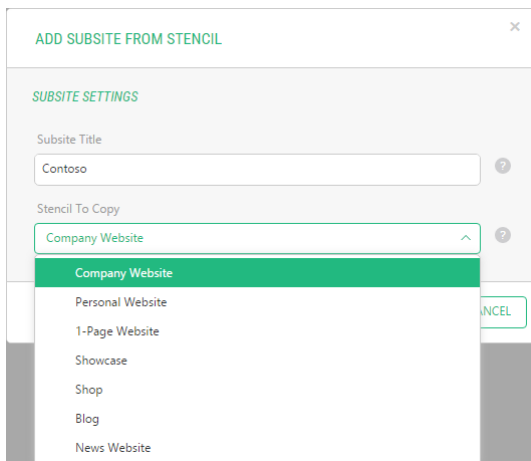 ADD SUBSITE FROM STENCIL
SUBSITE SETTINGS
Subsite Title
Contoso
Stencil To Copy
Company Website
Company Website
Personal Website
1-Page Website
Showcase
Shop
Blog
News Website